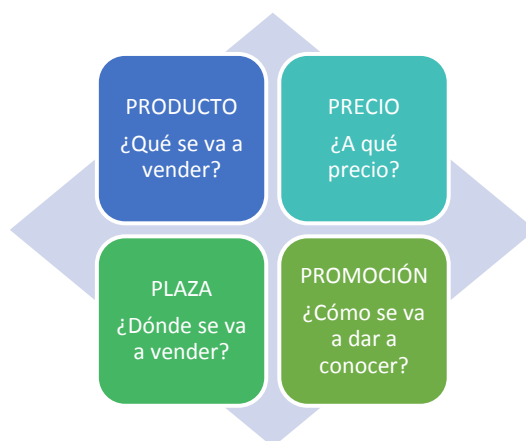 PRODUCTO
¿Qué se va a
vender?
PRECIO
¿A qué
precio?
PLAZA
¿Dónde se va
a vender?
PROMOCIÓN
¿Cómo se va
a dar a
conocer?